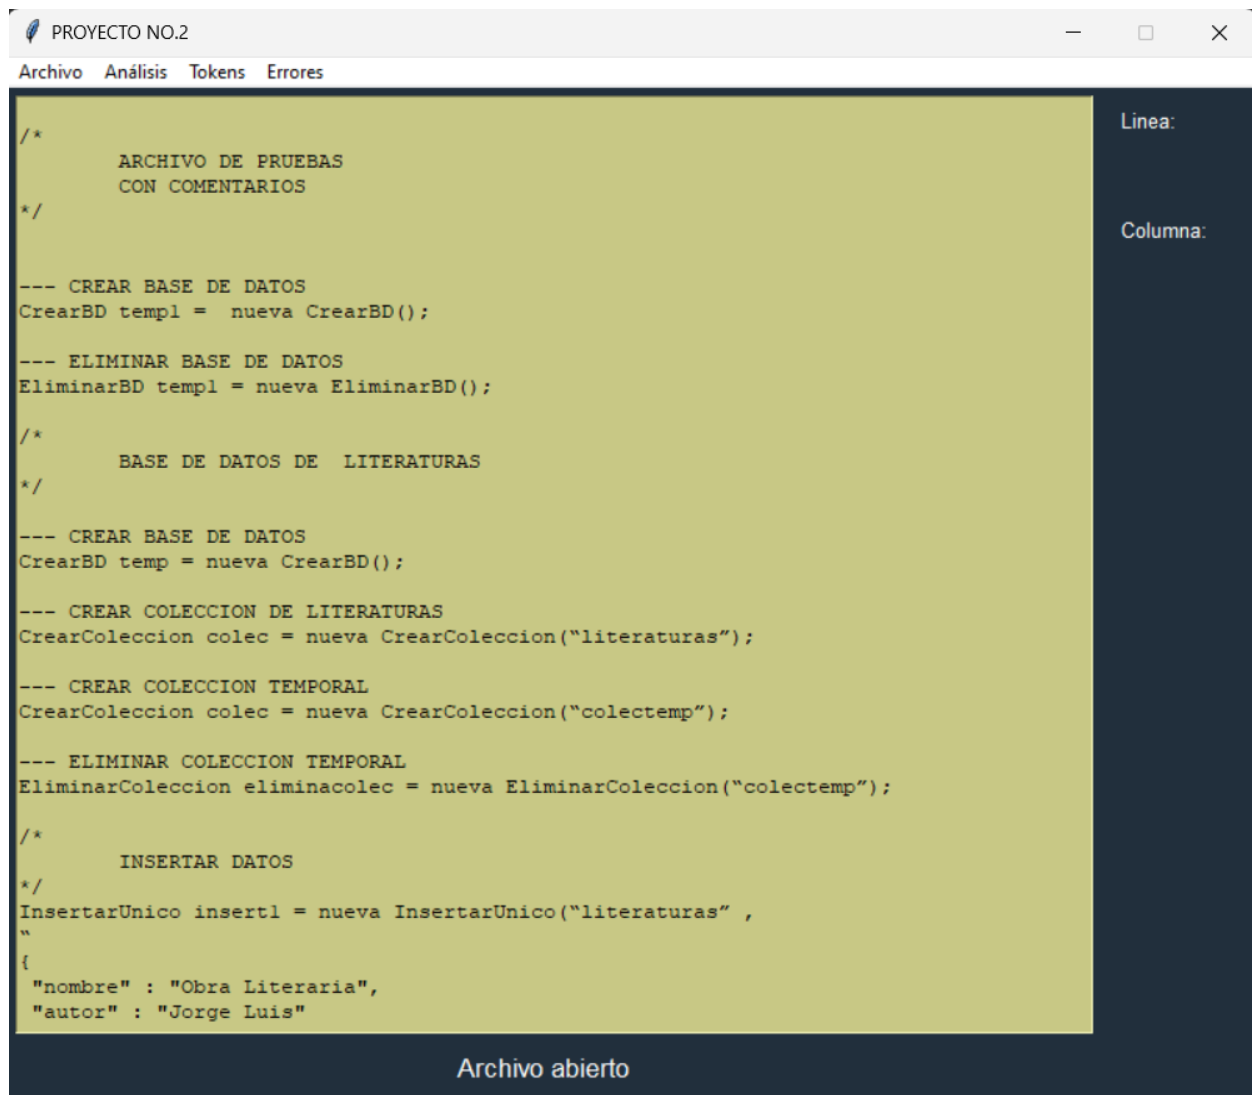 PROYECTO NO.2
Archivo Análisis Tokens Errores
/*
ARCHIVO DE PRUEBAS
CON COMENTARIOS
*/
--- CREAR BASE DE DATOS
CrearBD temp1 =  nueva CrearBD();
--- ELIMINAR BASE DE DATOS
EliminarBD temp1 = nueva EliminarBD();
/*
BASE DE DATOS DE  LITERATURAS
*/
--- CREAR BASE DE DATOS
CrearBD temp = nueva CrearBD();
--- CREAR COLECCION DE LITERATURAS
CrearColeccion colec = nueva CrearColeccion(“literaturas”);
--- CREAR COLECCION TEMPORAL
CrearColeccion colec = nueva CrearColeccion(“colectemp”);
--- ELIMINAR COLECCION TEMPORAL
EliminarColeccion eliminacolec = nueva EliminarColeccion(“colectemp”);
/*
INSERTAR DATOS
*/
InsertarUnico insert1 = nueva InsertarUnico(“literaturas” ,
“
{
"nombre" : "Obra Literaria",
"autor" : "Jorge Luis"
Linea:
Columna:
Archivo abierto